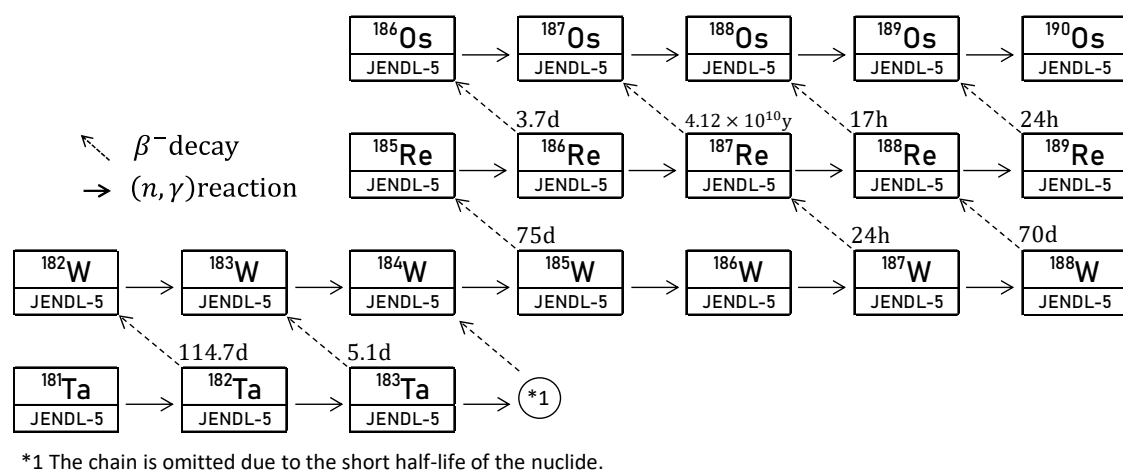 ¹⁸⁶Os ¹⁸⁷Os ¹⁸⁸Os ¹⁸⁹Os ¹⁹⁰Os
JENDL-5 JENDL-5 JENDL-5 JENDL-5 JENDL-5
3.7d 4.12 × 10¹⁰y 17h 24h
β⁻decay
¹⁸⁵Re ¹⁸⁶Re ¹⁸⁷Re ¹⁸⁸Re ¹⁸⁹Re
JENDL-5 JENDL-5 JENDL-5 JENDL-5 JENDL-5
(n, γ)reaction
75d 24h 70d
¹⁸²W ¹⁸³W ¹⁸⁴W ¹⁸⁵W ¹⁸⁶W ¹⁸⁷W ¹⁸⁸W
JENDL-5 JENDL-5 JENDL-5 JENDL-5 JENDL-5 JENDL-5 JENDL-5
114.7d 5.1d
¹⁸¹Ta ¹⁸²Ta ¹⁸³Ta *1
JENDL-5 JENDL-5 JENDL-5
*1 The chain is omitted due to the short half-life of the nuclide.